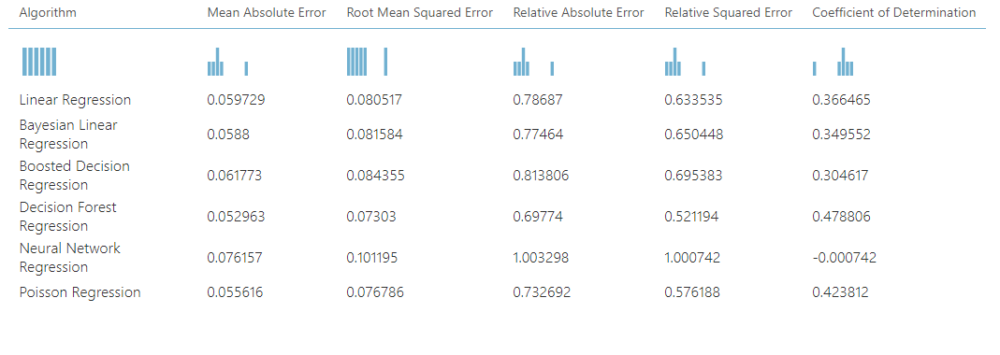 Algorithm Mean Absolute Error Root Mean Squared Error Relative Absolute Error Relative Squared Error Coefficient of Determination
Linear Regression 0.059729 0.080517 0.78687 0.633535 0.366465
Bayesian Linear
Regression 0.0588 0.081584 0.77464 0.650448 0.349552
Boosted Decision
Regression 0.061773 0.084355 0.813806 0.695383 0.304617
Decision Forest
Regression 0.052963 0.07303 0.69774 0.521194 0.478806
Neural Network
Regression 0.076157 0.101195 1.003298 1.000742 -0.000742
Poisson Regression 0.055616 0.076786 0.732692 0.576188 0.423812